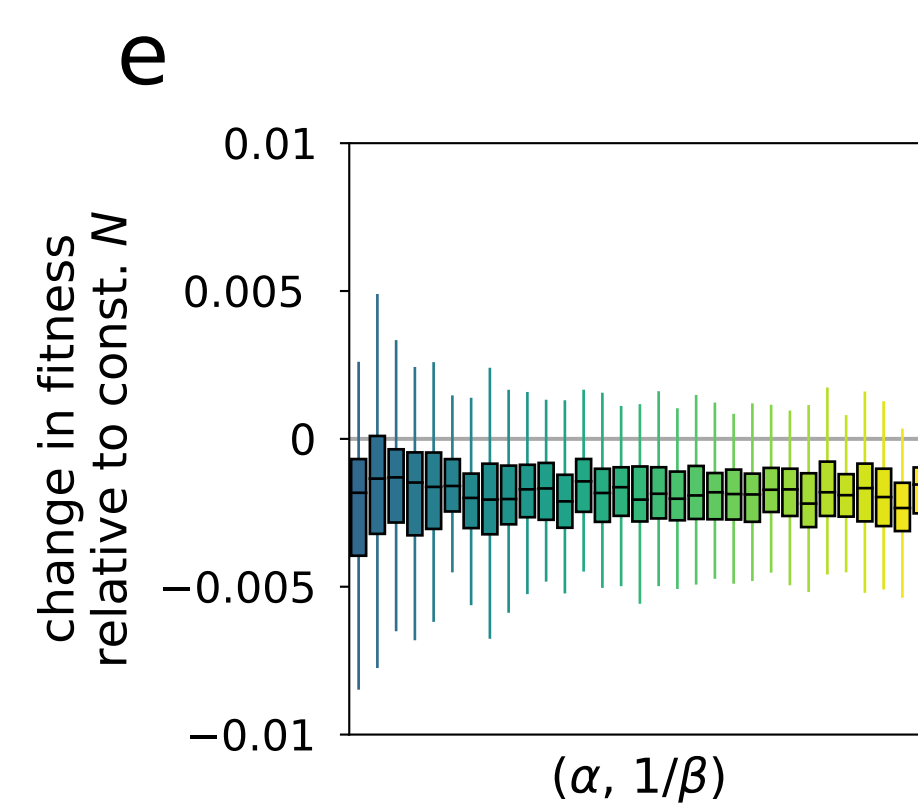 e
0.01
0.005
0
−0.005
−0.01
change in fitness
relative to const. N
(α, 1/β)